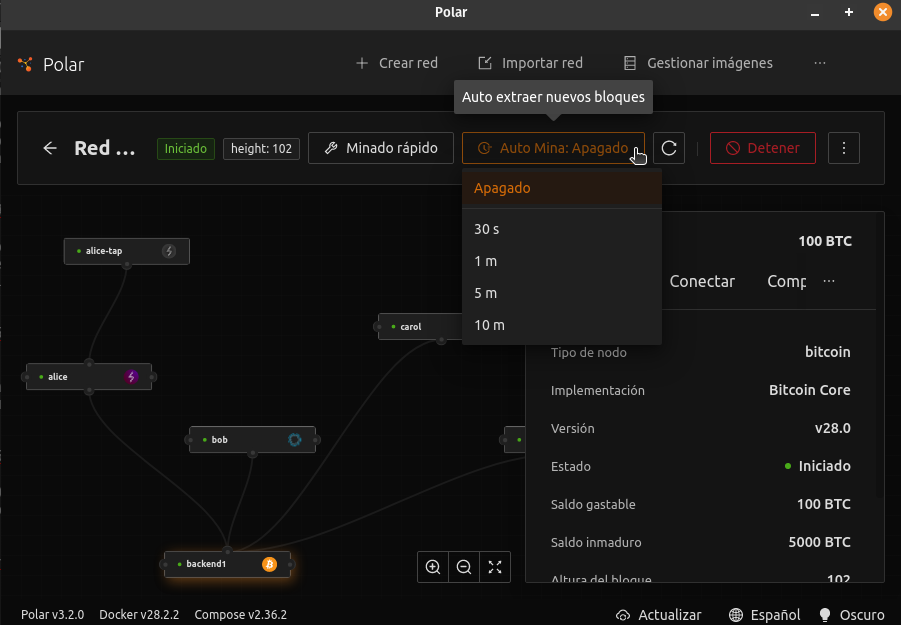 Polar
Polar
Crear red
Importar red
Gestionar imágenes
Auto extraer nuevos bloques
Red ...
Iniciado
height: 102
Minado rápido
Auto Mina: Apagado
Detener
Apagado
30 s
1 m
5 m
10 m
alice-tap
100 BTC
Conectar
Comp
carol
Tipo de nodo
bitcoin
alice
Implementación
Bitcoin Core
bob
Versión
v28.0
Estado
Iniciado
Saldo gastable
100 BTC
Saldo inmaduro
5000 BTC
backend1
Altura del bloque
102
Polar v3.2.0
Docker v28.2.2
Compose v2.36.2
Actualizar
Español
Oscuro